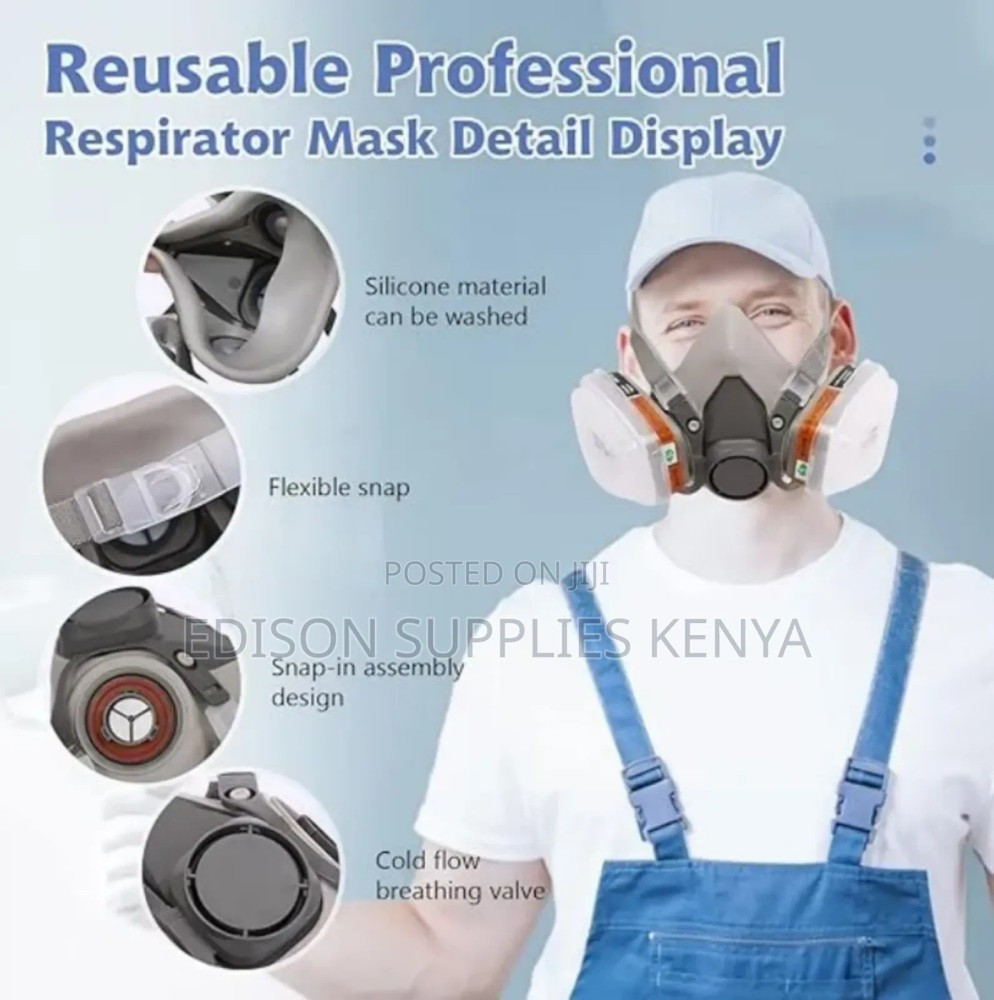 Reusable Professional
Respirator Mask Detail Display
Silicone material
can be washed
Flexible snap
POSTED ON JIJI
EDISON SUPPLIES KENYA
Snap-in assembly
design
Cold flow
breathing valve